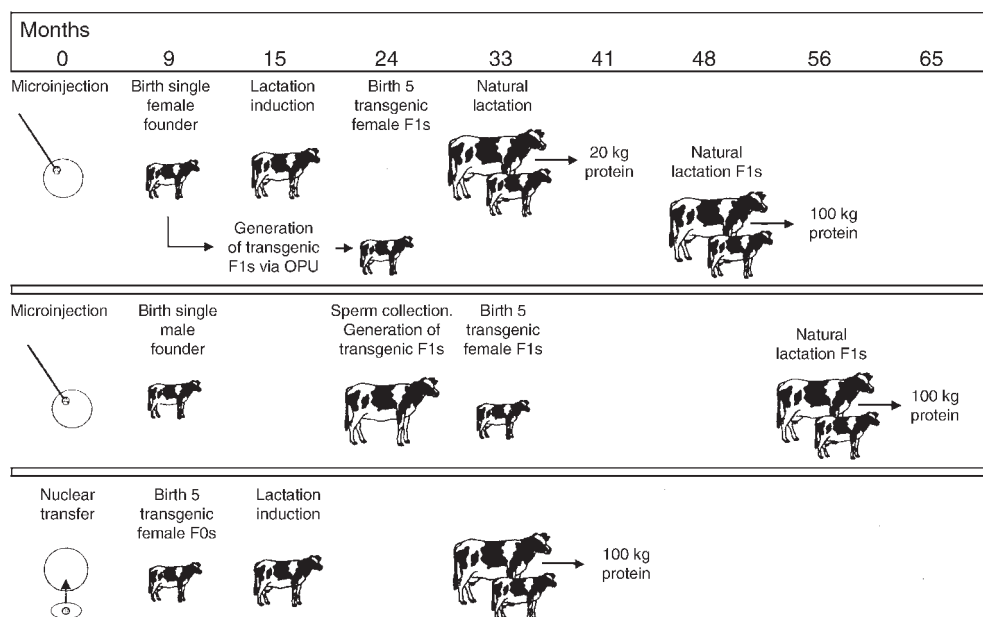 Months
0 9 15 24 33 41 48 56 65
Microinjection
Birth single
female
founder
Lactation
induction
Birth 5
transgenic
female F1s
Natural
lactation
20 kg
protein
Natural
lactation F1s
100 kg
protein
Generation
of transgenic
F1s via OPU
Microinjection
Birth single
male
founder
Sperm collection.
Generation of
transgenic F1s
Birth 5
transgenic
female F1s
Natural
lactation F1s
100 kg
protein
Nuclear
transfer
Birth 5
transgenic
female F0s
Lactation
induction
100 kg
protein